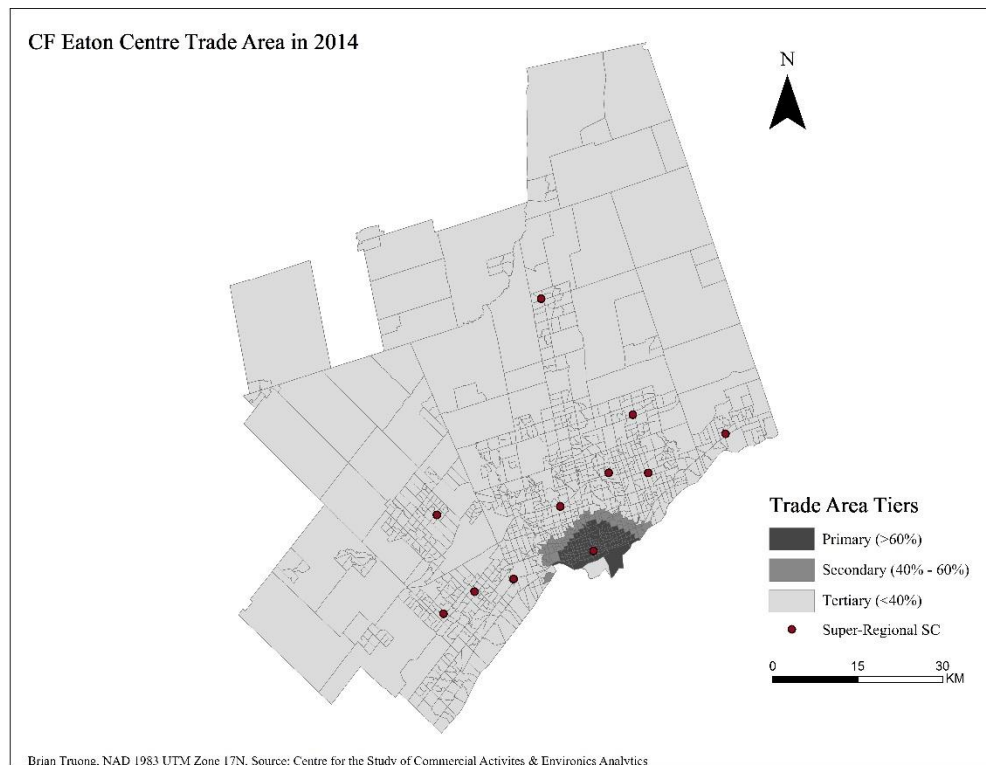 CF Eaton Centre Trade Area in 2014
N
Trade Area Tiers
Primary (>60%)
Secondary (40% - 60%)
Tertiary (<40%)
Super-Regional SC
0 15 30
KM
Brian Truong, NAD 1983 UTM Zone 17N, Source: Centre for the Study of Commercial Activites & Environics Analytics